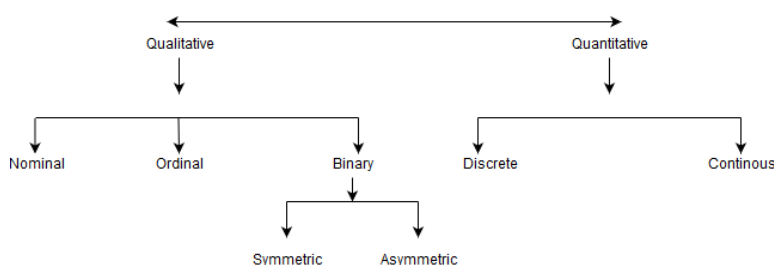 Qualitative Quantitative
Nominal Ordinal Binary Discrete Continous
Symmetric Asymmetric